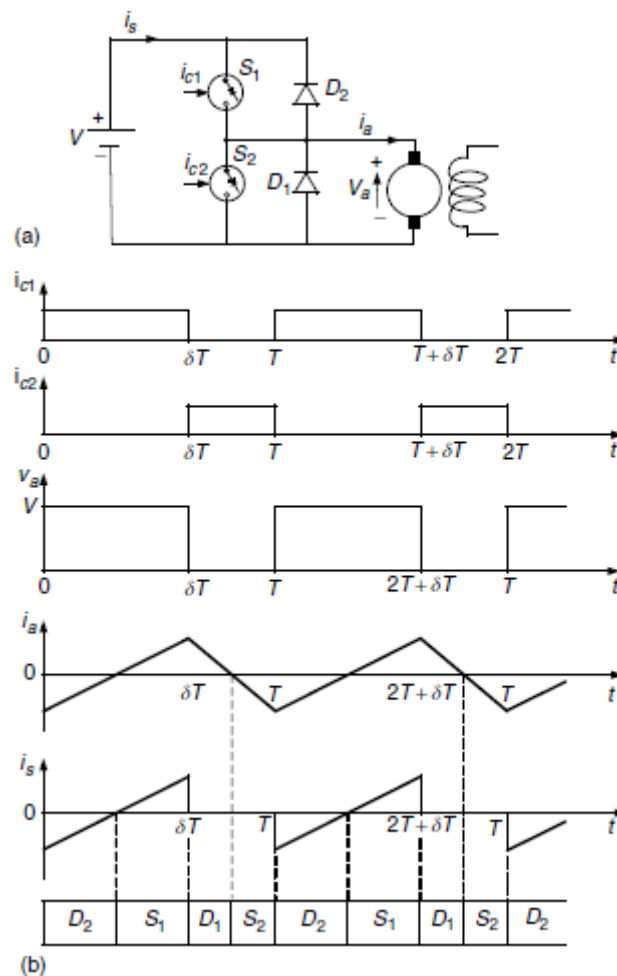 i_s
i_c1 S_1 D_2
+ V − i_a
i_c2 S_2 D_1 + V_a −
(a)
i_c1
0 δT T T + δT 2T t
i_c2
0 δT T T + δT 2T t
v_a
V
0 δT T 2T + δT T t
i_a
0
δT T 2T + δT T t
i_s
0
δT T 2T + δT T t
D_2 S_1 D_1 S_2 D_2 S_1 D_1 S_2 D_2
(b)